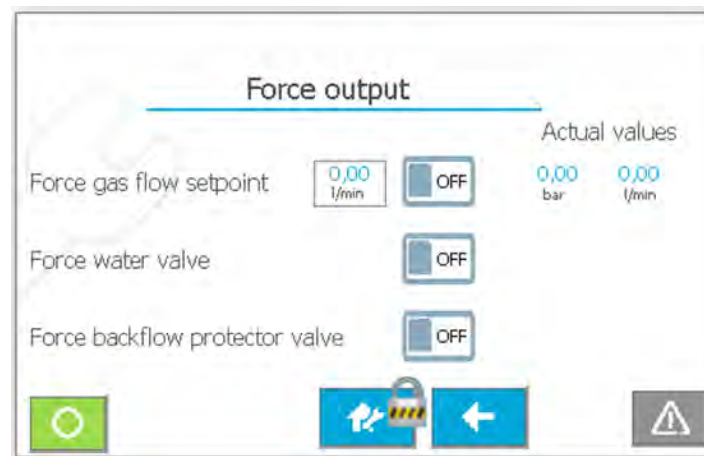 Force output
Actual values
Force gas flow setpoint 0,00 l/min OFF 0,00 bar 0,00 l/min
Force water valve OFF
Force backflow protector valve OFF